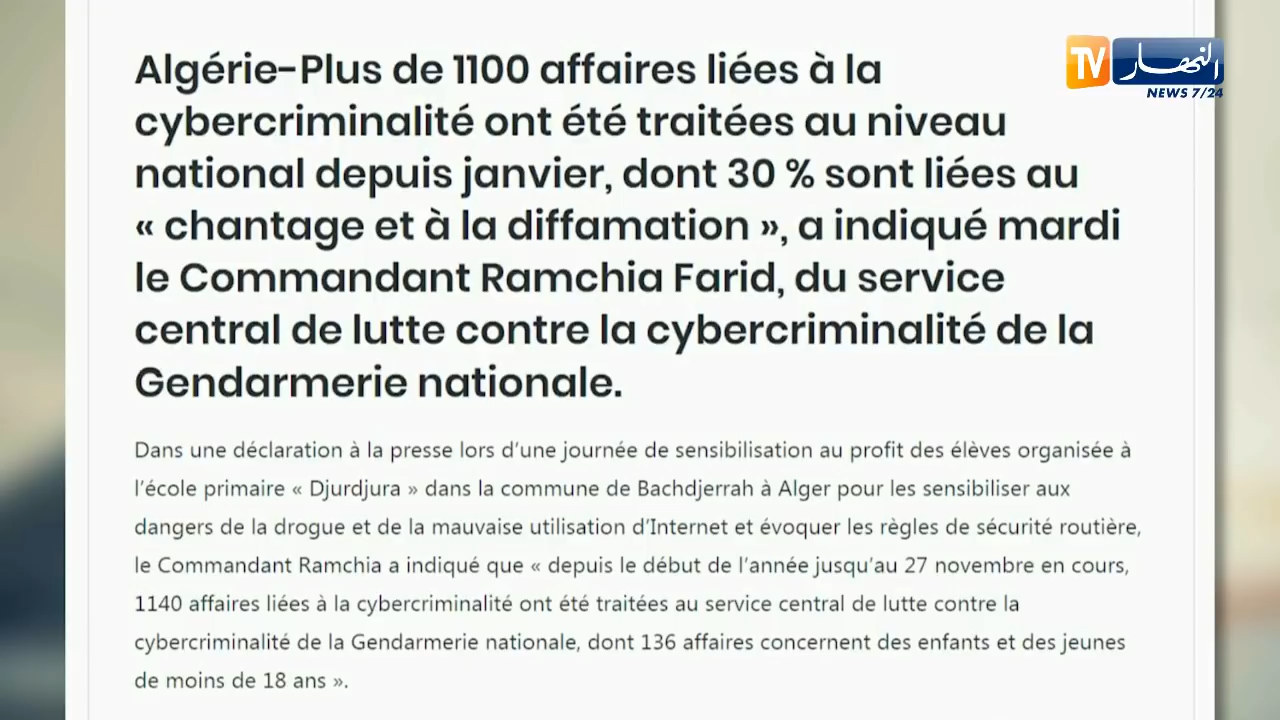 TV النهار
NEWS 7/24
Algérie-Plus de 1100 affaires liées à la
cybercriminalité ont été traitées au niveau
national depuis janvier, dont 30 % sont liées au
« chantage et à la diffamation », a indiqué mardi
le Commandant Ramchia Farid, du service
central de lutte contre la cybercriminalité de la
Gendarmerie nationale.
Dans une déclaration à la presse lors d’une journée de sensibilisation au profit des élèves organisée à
l’école primaire « Djurdjura » dans la commune de Bachdjerrah à Alger pour les sensibiliser aux
dangers de la drogue et de la mauvaise utilisation d’Internet et évoquer les règles de sécurité routière,
le Commandant Ramchia a indiqué que « depuis le début de l’année jusqu’au 27 novembre en cours,
1140 affaires liées à la cybercriminalité ont été traitées au service central de lutte contre la
cybercriminalité de la Gendarmerie nationale, dont 136 affaires concernent des enfants et des jeunes
de moins de 18 ans ».